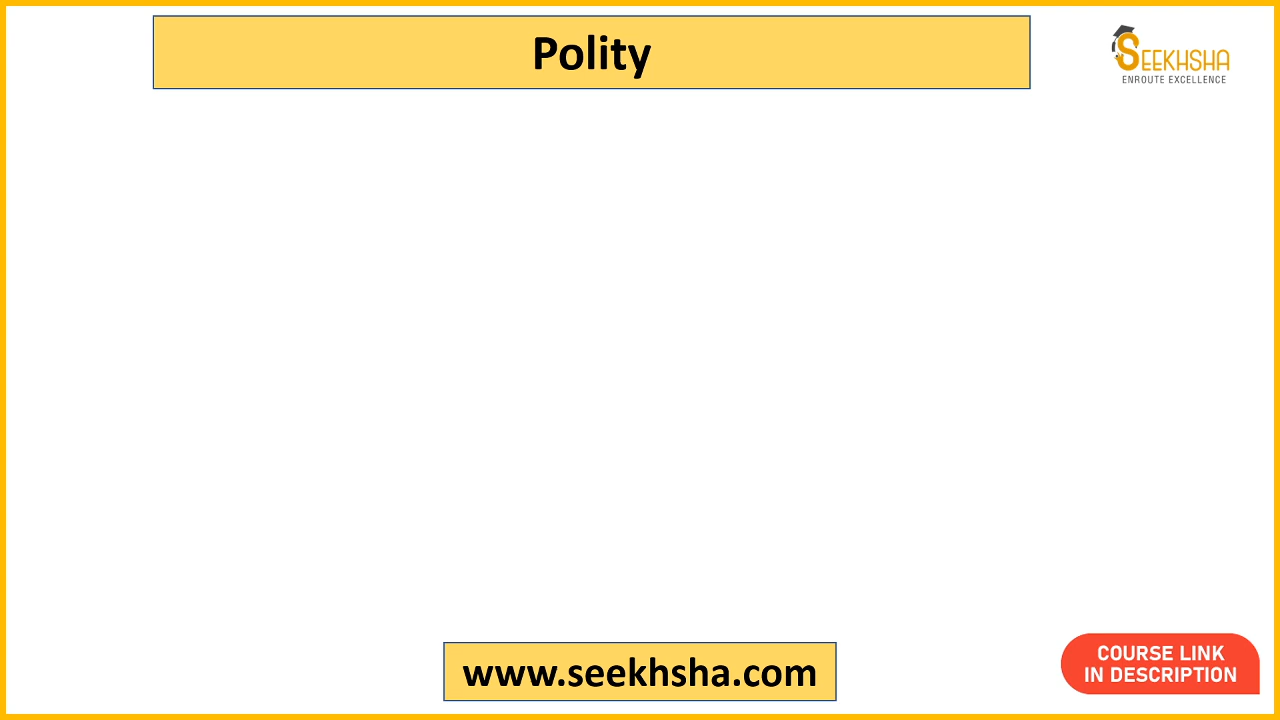 Polity
SEEKHSHA
ENROUTE EXCELLENCE
www.seekhsha.com
COURSE LINK
IN DESCRIPTION